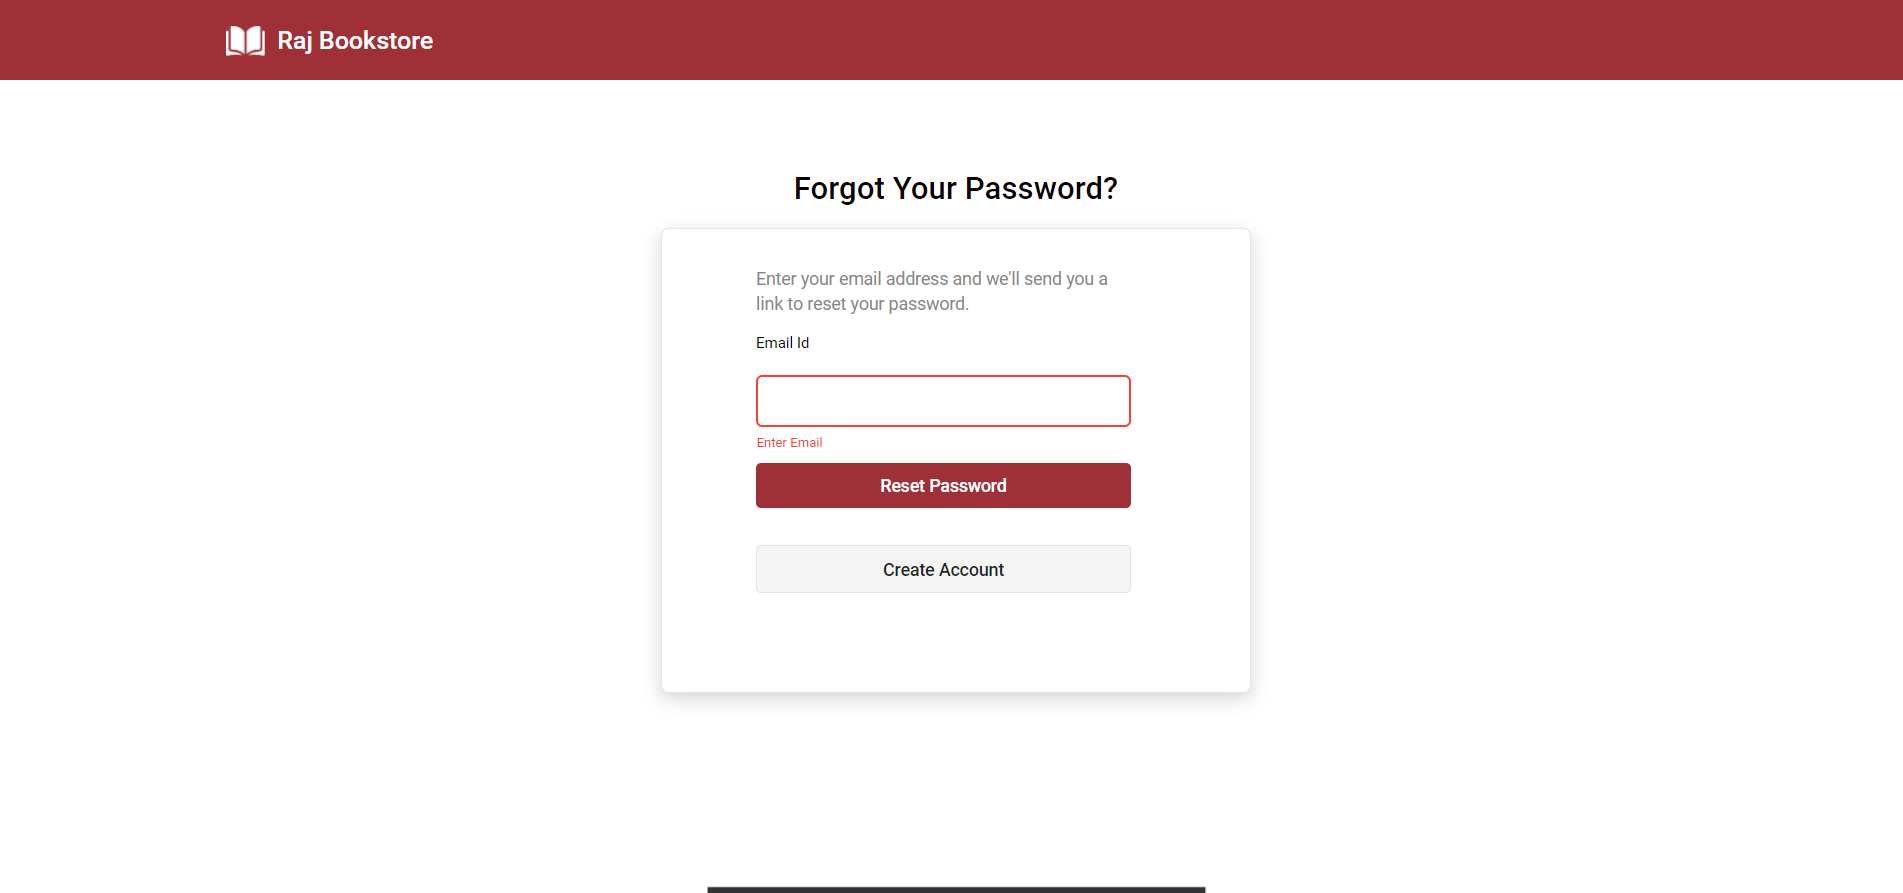 Raj Bookstore
Forgot Your Password?
Enter your email address and we'll send you a
link to reset your password.
Email Id
Enter Email
Reset Password
Create Account